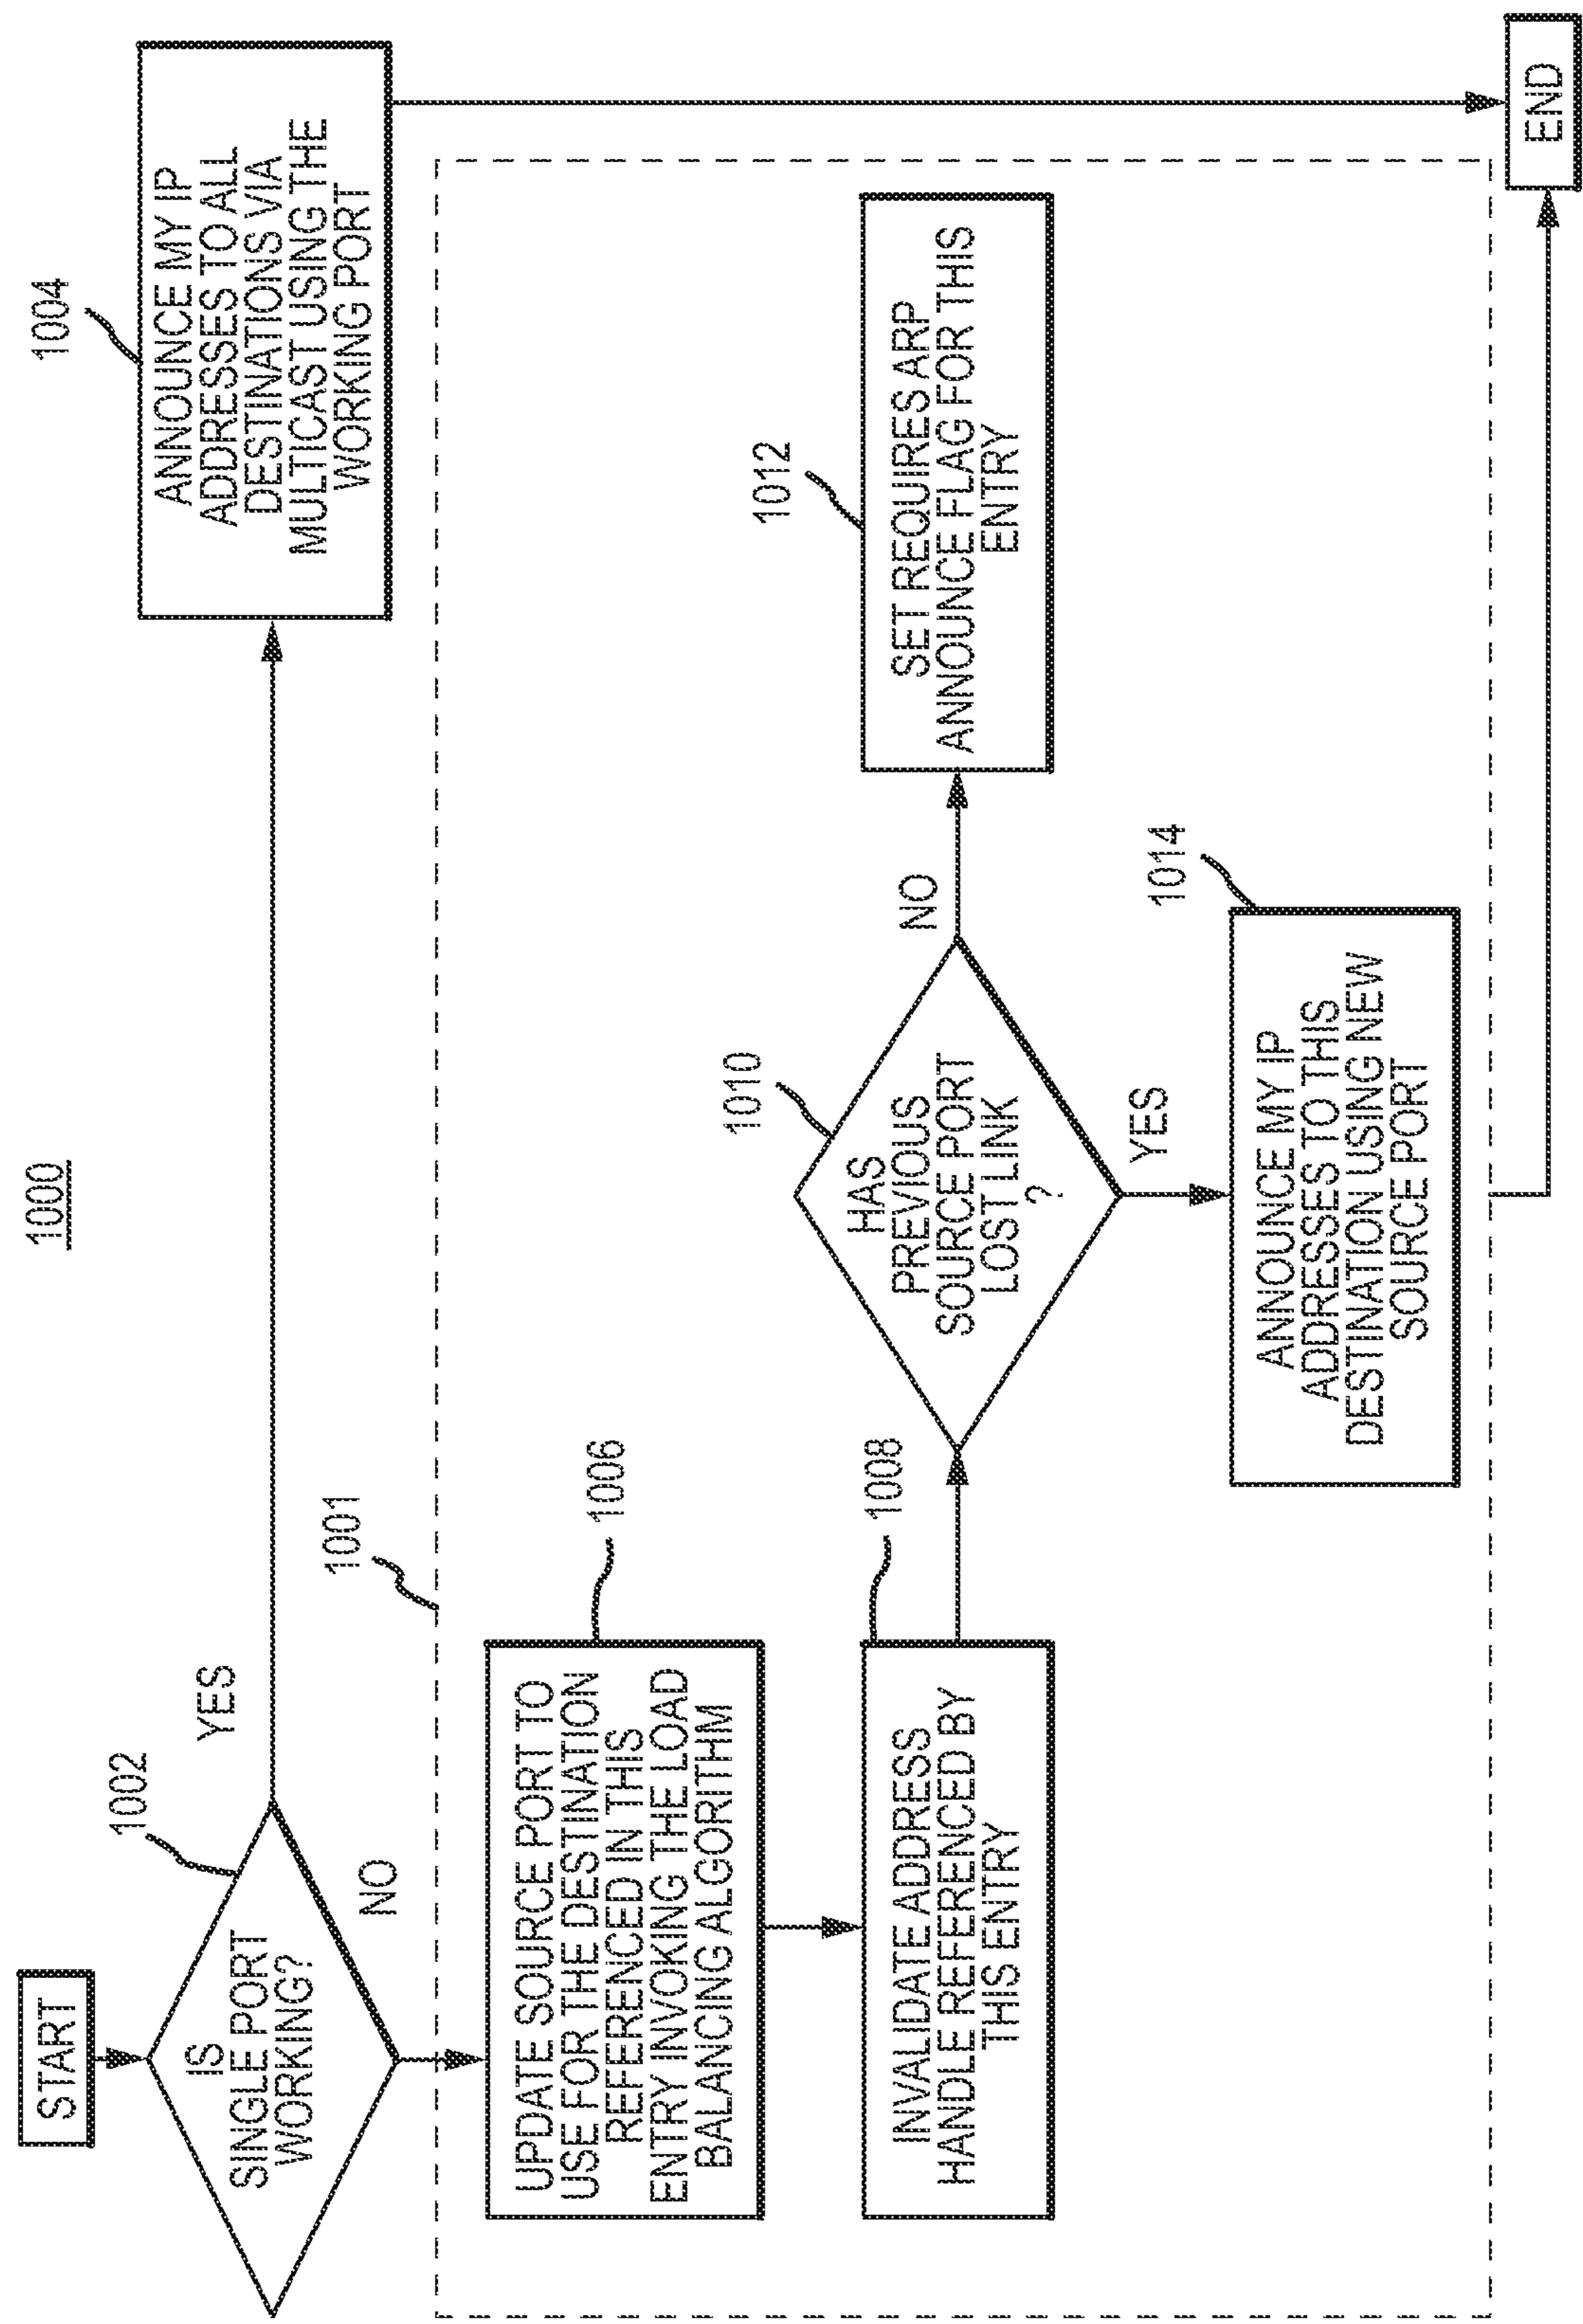 1000
START
1002
IS
SINGLE PORT
WORKING?
YES
NO
1004
ANNOUNCE MY IP
ADDRESSES TO ALL
DESTINATIONS VIA
MULTICAST USING THE
WORKING PORT
1001
1006
UPDATE SOURCE PORT TO
USE FOR THE DESTINATION
REFERENCED IN THIS
ENTRY INVOKING THE LOAD
BALANCING ALGORITHM
1008
INVALIDATE ADDRESS
HANDLE REFERENCED BY
THIS ENTRY
1010
HAS
PREVIOUS
SOURCE PORT
LOST LINK
?
NO
YES
1012
SET REQUIRES ARP
ANNOUNCE FLAG FOR THIS
ENTRY
1014
ANNOUNCE MY IP
ADDRESSES TO THIS
DESTINATION USING NEW
SOURCE PORT
END